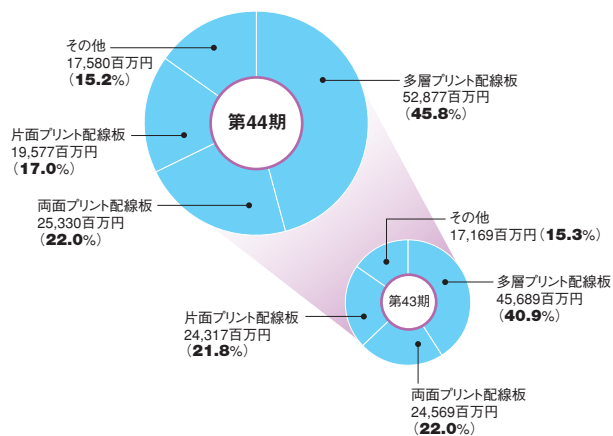 その他
17,580百万円
(15.2%)
多層プリント配線板
52,877百万円
(45.8%)
第44期
片面プリント配線板
19,577百万円
(17.0%)
両面プリント配線板
25,330百万円
(22.0%)
その他
17,169百万円(15.3%)
多層プリント配線板
45,689百万円
(40.9%)
第43期
片面プリント配線板
24,317百万円
(21.8%)
両面プリント配線板
24,569百万円
(22.0%)